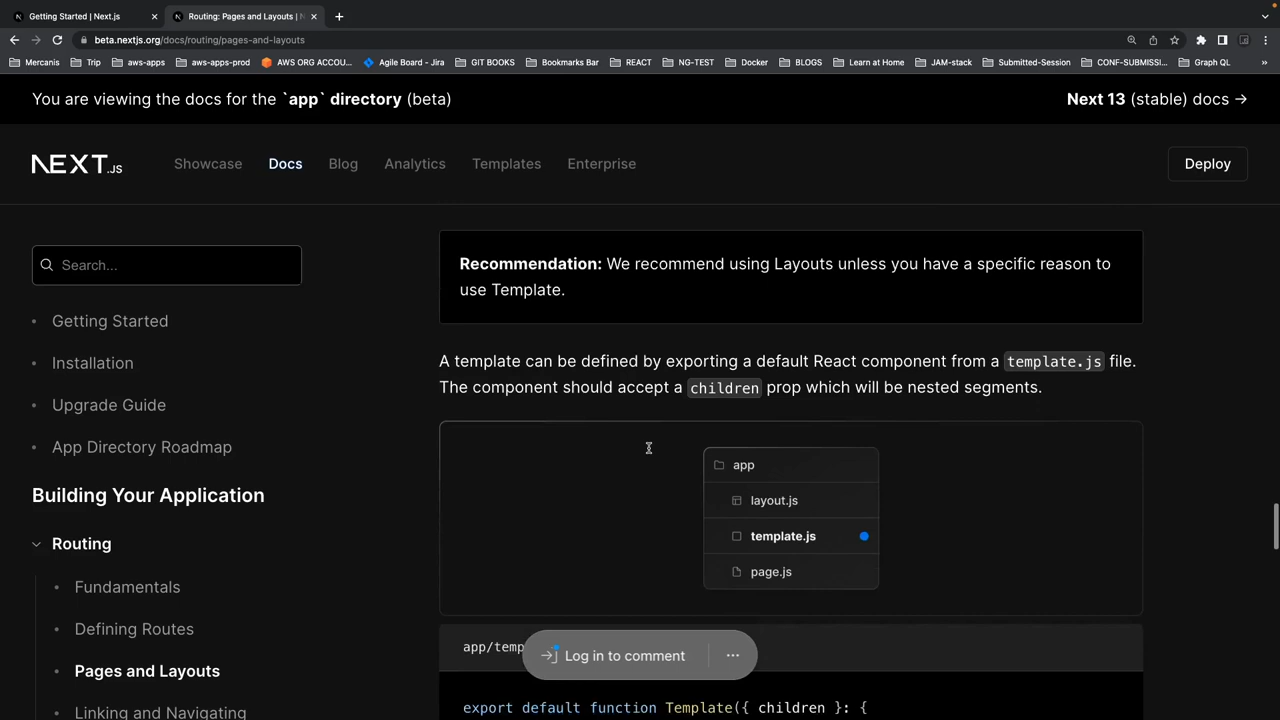 Getting Started | Next.js
Routing: Pages and Layouts | N
beta.nextjs.org/docs/routing/pages-and-layouts
Mercanis Trip aws-apps aws-apps-prod AWS ORG ACCOU... Agile Board - Jira GIT BOOKS Bookmarks Bar REACT NG-TEST Docker BLOGS Learn at Home JAM-stack Submitted-Session CONF-SUBMISSI... Graph QL »
You are viewing the docs for the `app` directory (beta)
Next 13 (stable) docs →
NEXT.JS Showcase Docs Blog Analytics Templates Enterprise Deploy
Search...
Getting Started
Installation
Upgrade Guide
App Directory Roadmap
Building Your Application
Routing
Fundamentals
Defining Routes
Pages and Layouts
Linking and Navigating
Recommendation: We recommend using Layouts unless you have a specific reason to
use Template.
A template can be defined by exporting a default React component from a template.js file.
The component should accept a children prop which will be nested segments.
app
layout.js
template.js
page.js
app/temp
Log in to comment ...
export default function Template({ children }: {